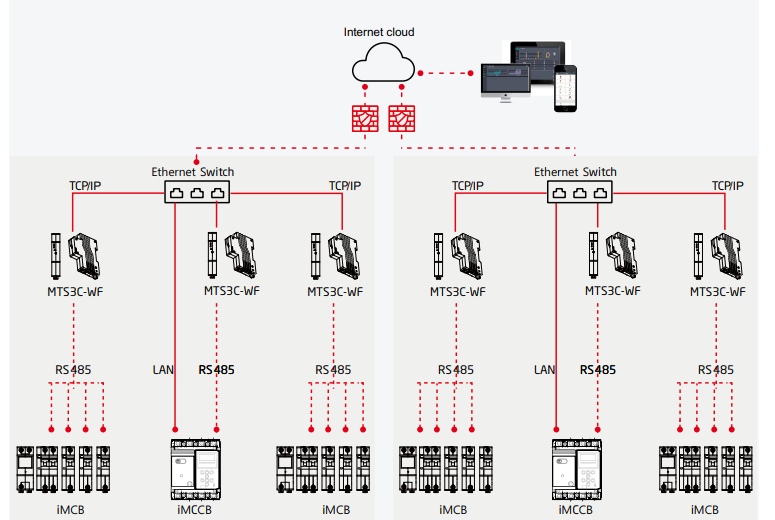 Internet cloud
Ethernet Switch
Ethernet Switch
TCP/IP
TCP/IP
TCP/IP
TCP/IP
MTS3C-WF
MTS3C-WF
MTS3C-WF
MTS3C-WF
MTS3C-WF
MTS3C-WF
RS485
LAN
RS485
RS485
RS485
LAN
RS485
RS485
iMCB
iMCCB
iMCB
iMCB
iMCCB
iMCB